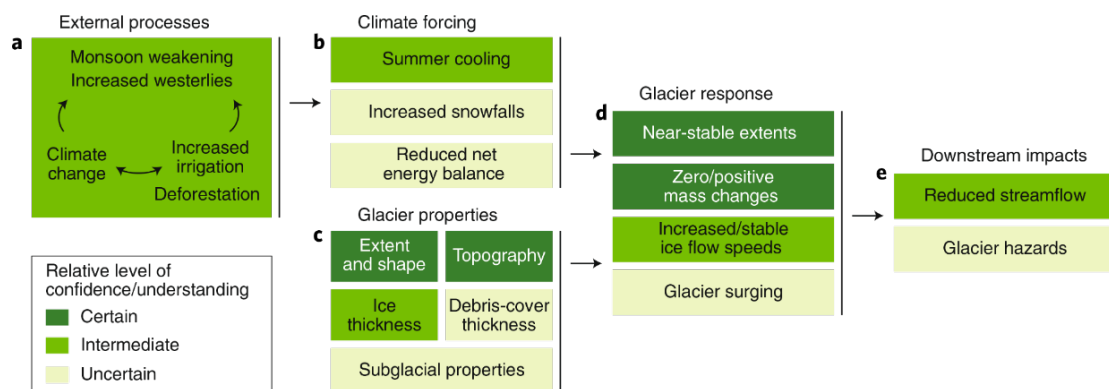 External processes
a
Monsoon weakening
Increased westerlies
Climate
change
Increased
irrigation
Deforestation
Climate forcing
b
Summer cooling
Increased snowfalls
Reduced net
energy balance
Glacier properties
c
Extent
and shape
Topography
Ice
thickness
Debris-cover
thickness
Subglacial properties
Glacier response
d
Near-stable extents
Zero/positive
mass changes
Increased/stable
ice flow speeds
Glacier surging
Downstream impacts
e
Reduced streamflow
Glacier hazards
Relative level of
confidence/understanding
Certain
Intermediate
Uncertain